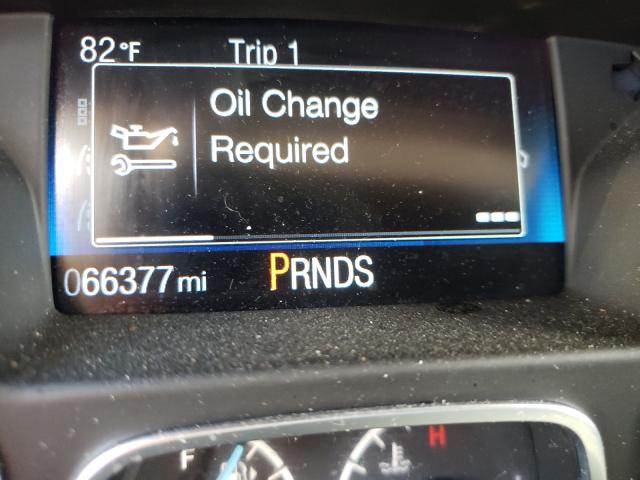 82°F Trip 1
Oil Change
Required
066377 mi PRNDS
H
F